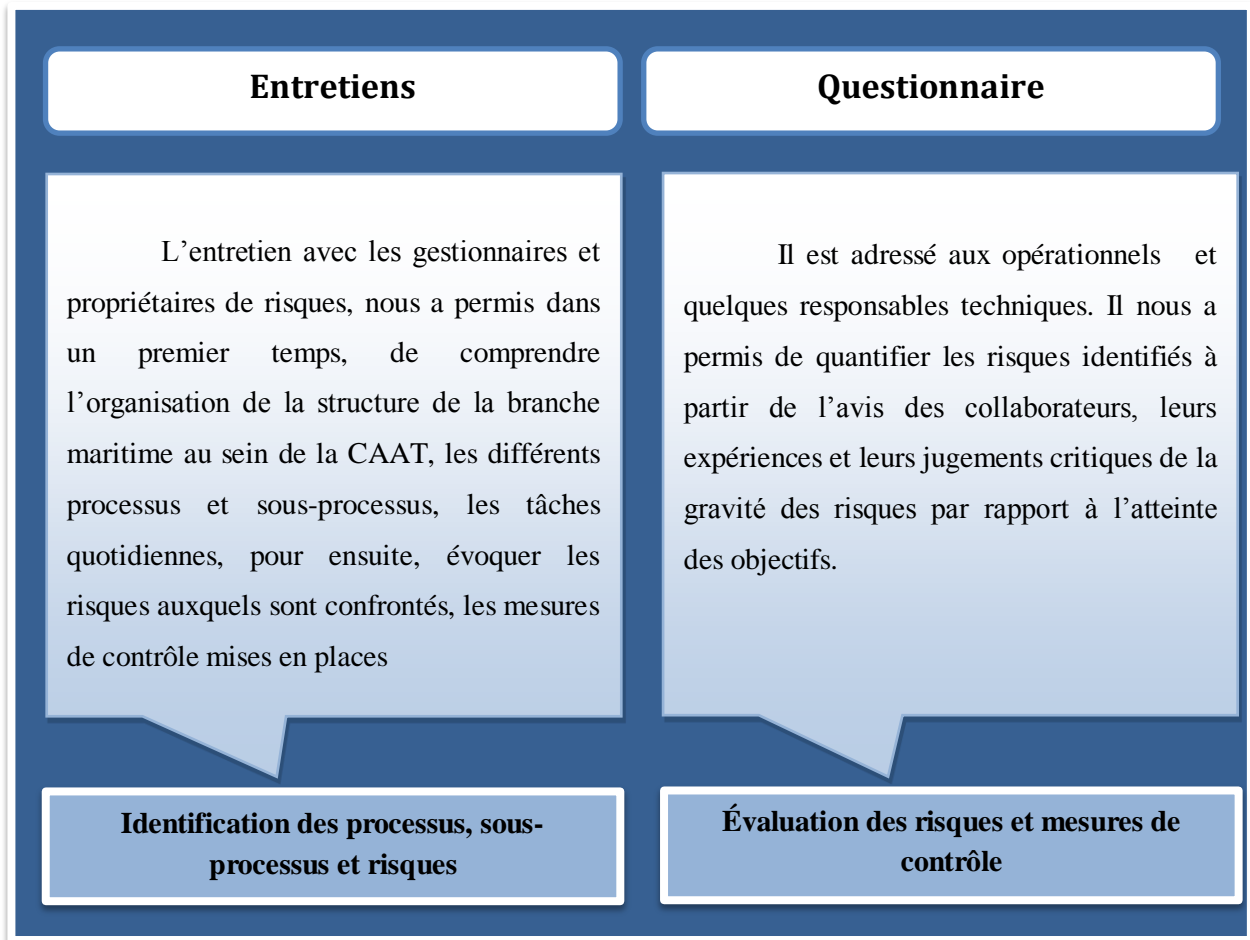 Entretiens
L’entretien avec les gestionnaires et
propriétaires de risques, nous a permis dans
un premier temps, de comprendre
l’organisation de la structure de la branche
maritime au sein de la CAAT, les différents
processus et sous-processus, les tâches
quotidiennes, pour ensuite, évoquer les
risques auxquels sont confrontés, les mesures
de contrôle mises en places
Identification des processus, sous-
processus et risques
Questionnaire
Il est adressé aux opérationnels et
quelques responsables techniques. Il nous a
permis de quantifier les risques identifiés à
partir de l’avis des collaborateurs, leurs
expériences et leurs jugements critiques de la
gravité des risques par rapport à l’atteinte
des objectifs.
Évaluation des risques et mesures de
contrôle